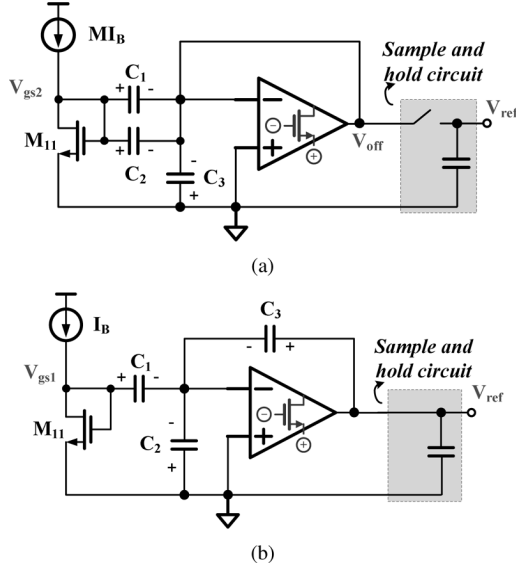 MI_B
Sample and
hold circuit
C_1
+ -
V_gs2
V_ref
−
M_11
+ -
V_off
C_2
-
C_3
+
(a)
I_B
C_3
- +
Sample and
hold circuit
V_gs1
C_1
+ -
V_ref
M_11
-
C_2
+
(b)